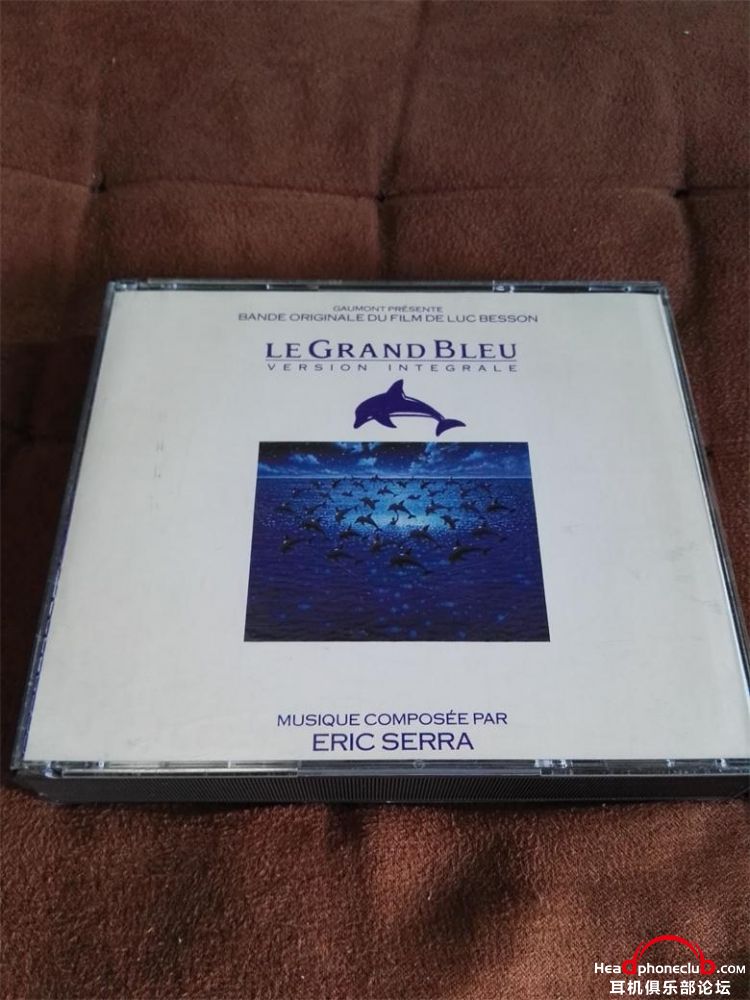 GAUMONT PRÉSENTE
BANDE ORIGINALE DU FILM DE LUC BESSON
LE GRAND BLEU
VERSION INTEGRALE
MUSIQUE COMPOSÉE PAR
ERIC SERRA
Headphoneclub.com
耳机俱乐部论坛